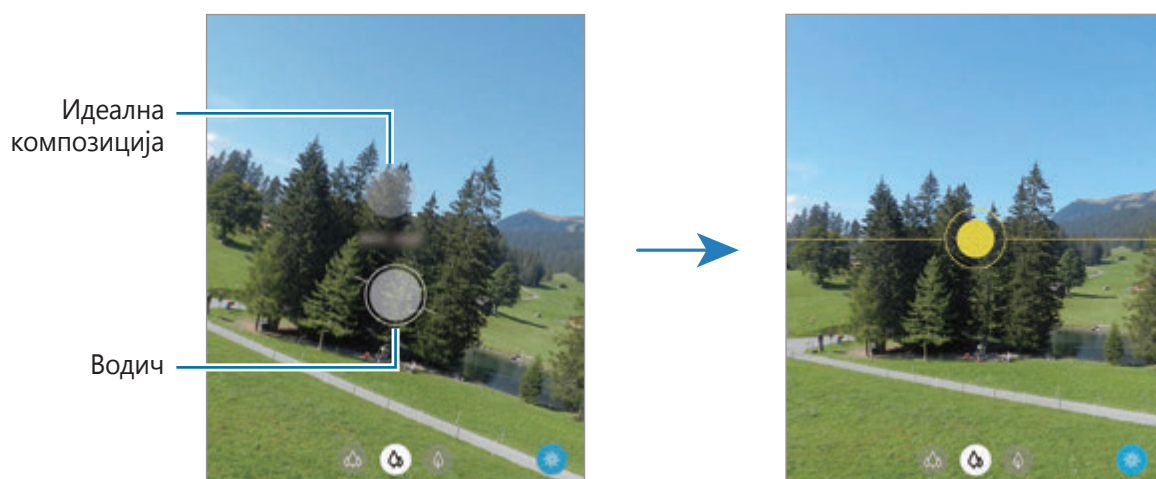 Идеална
композиција
Водич